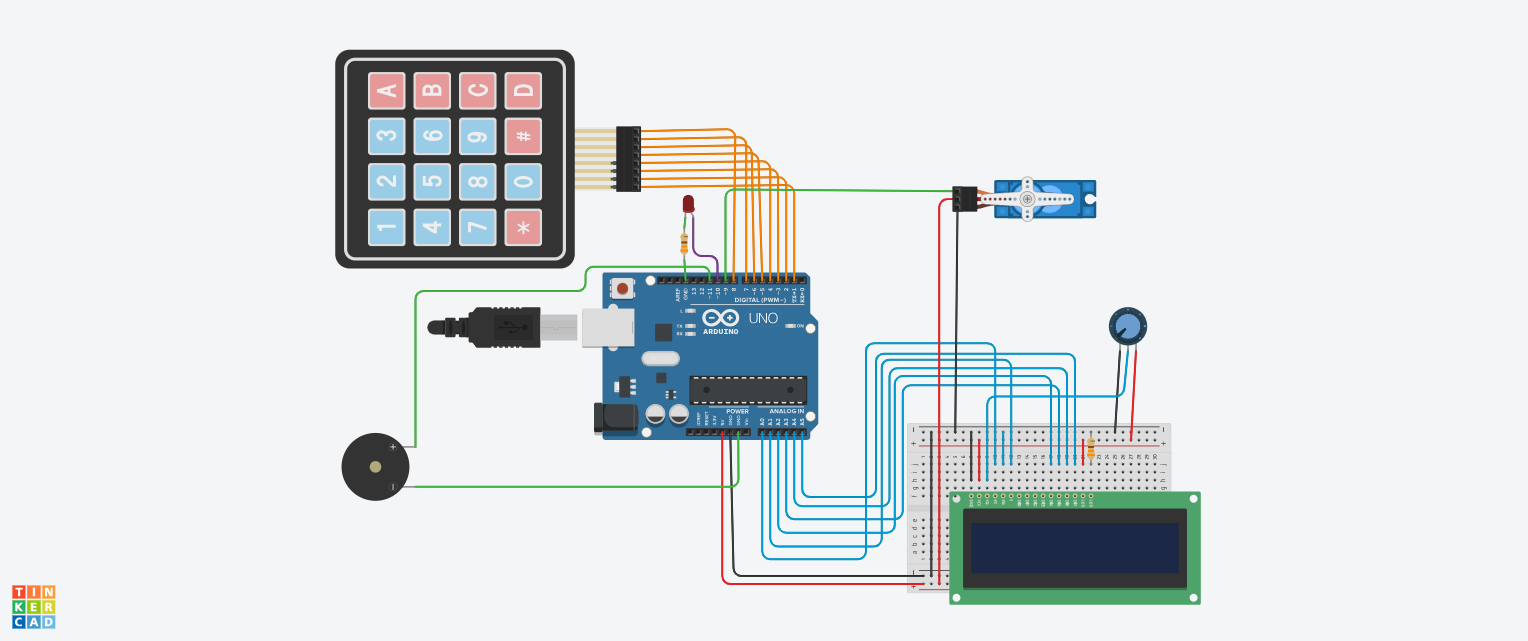 A B C D
3 6 9 #
2 5 8 0
1 4 7 *
AREF
GND
13
12
~11
~10
~9
8
7
~6
~5
4
~3
2
TX→1
RX←0
DIGITAL (PWM~)
L
TX
RX
ARDUINO
UNO
ON
POWER
ANALOG IN
IOREF
RESET
3.3V
5V
GND
GND
Vin
A0
A1
A2
A3
A4
A5
TIN
KER
CAD